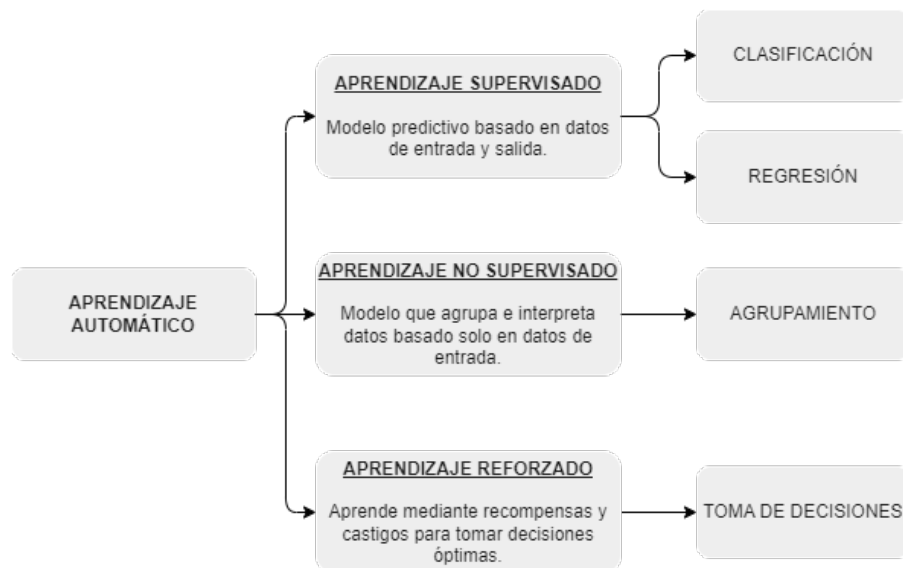 APRENDIZAJE
AUTOMÁTICO
APRENDIZAJE SUPERVISADO
Modelo predictivo basado en datos
de entrada y salida.
CLASIFICACIÓN
REGRESIÓN
APRENDIZAJE NO SUPERVISADO
Modelo que agrupa e interpreta
datos basado solo en datos de
entrada.
AGRUPAMIENTO
APRENDIZAJE REFORZADO
Aprende mediante recompensas y
castigos para tomar decisiones
óptimas.
TOMA DE DECISIONES